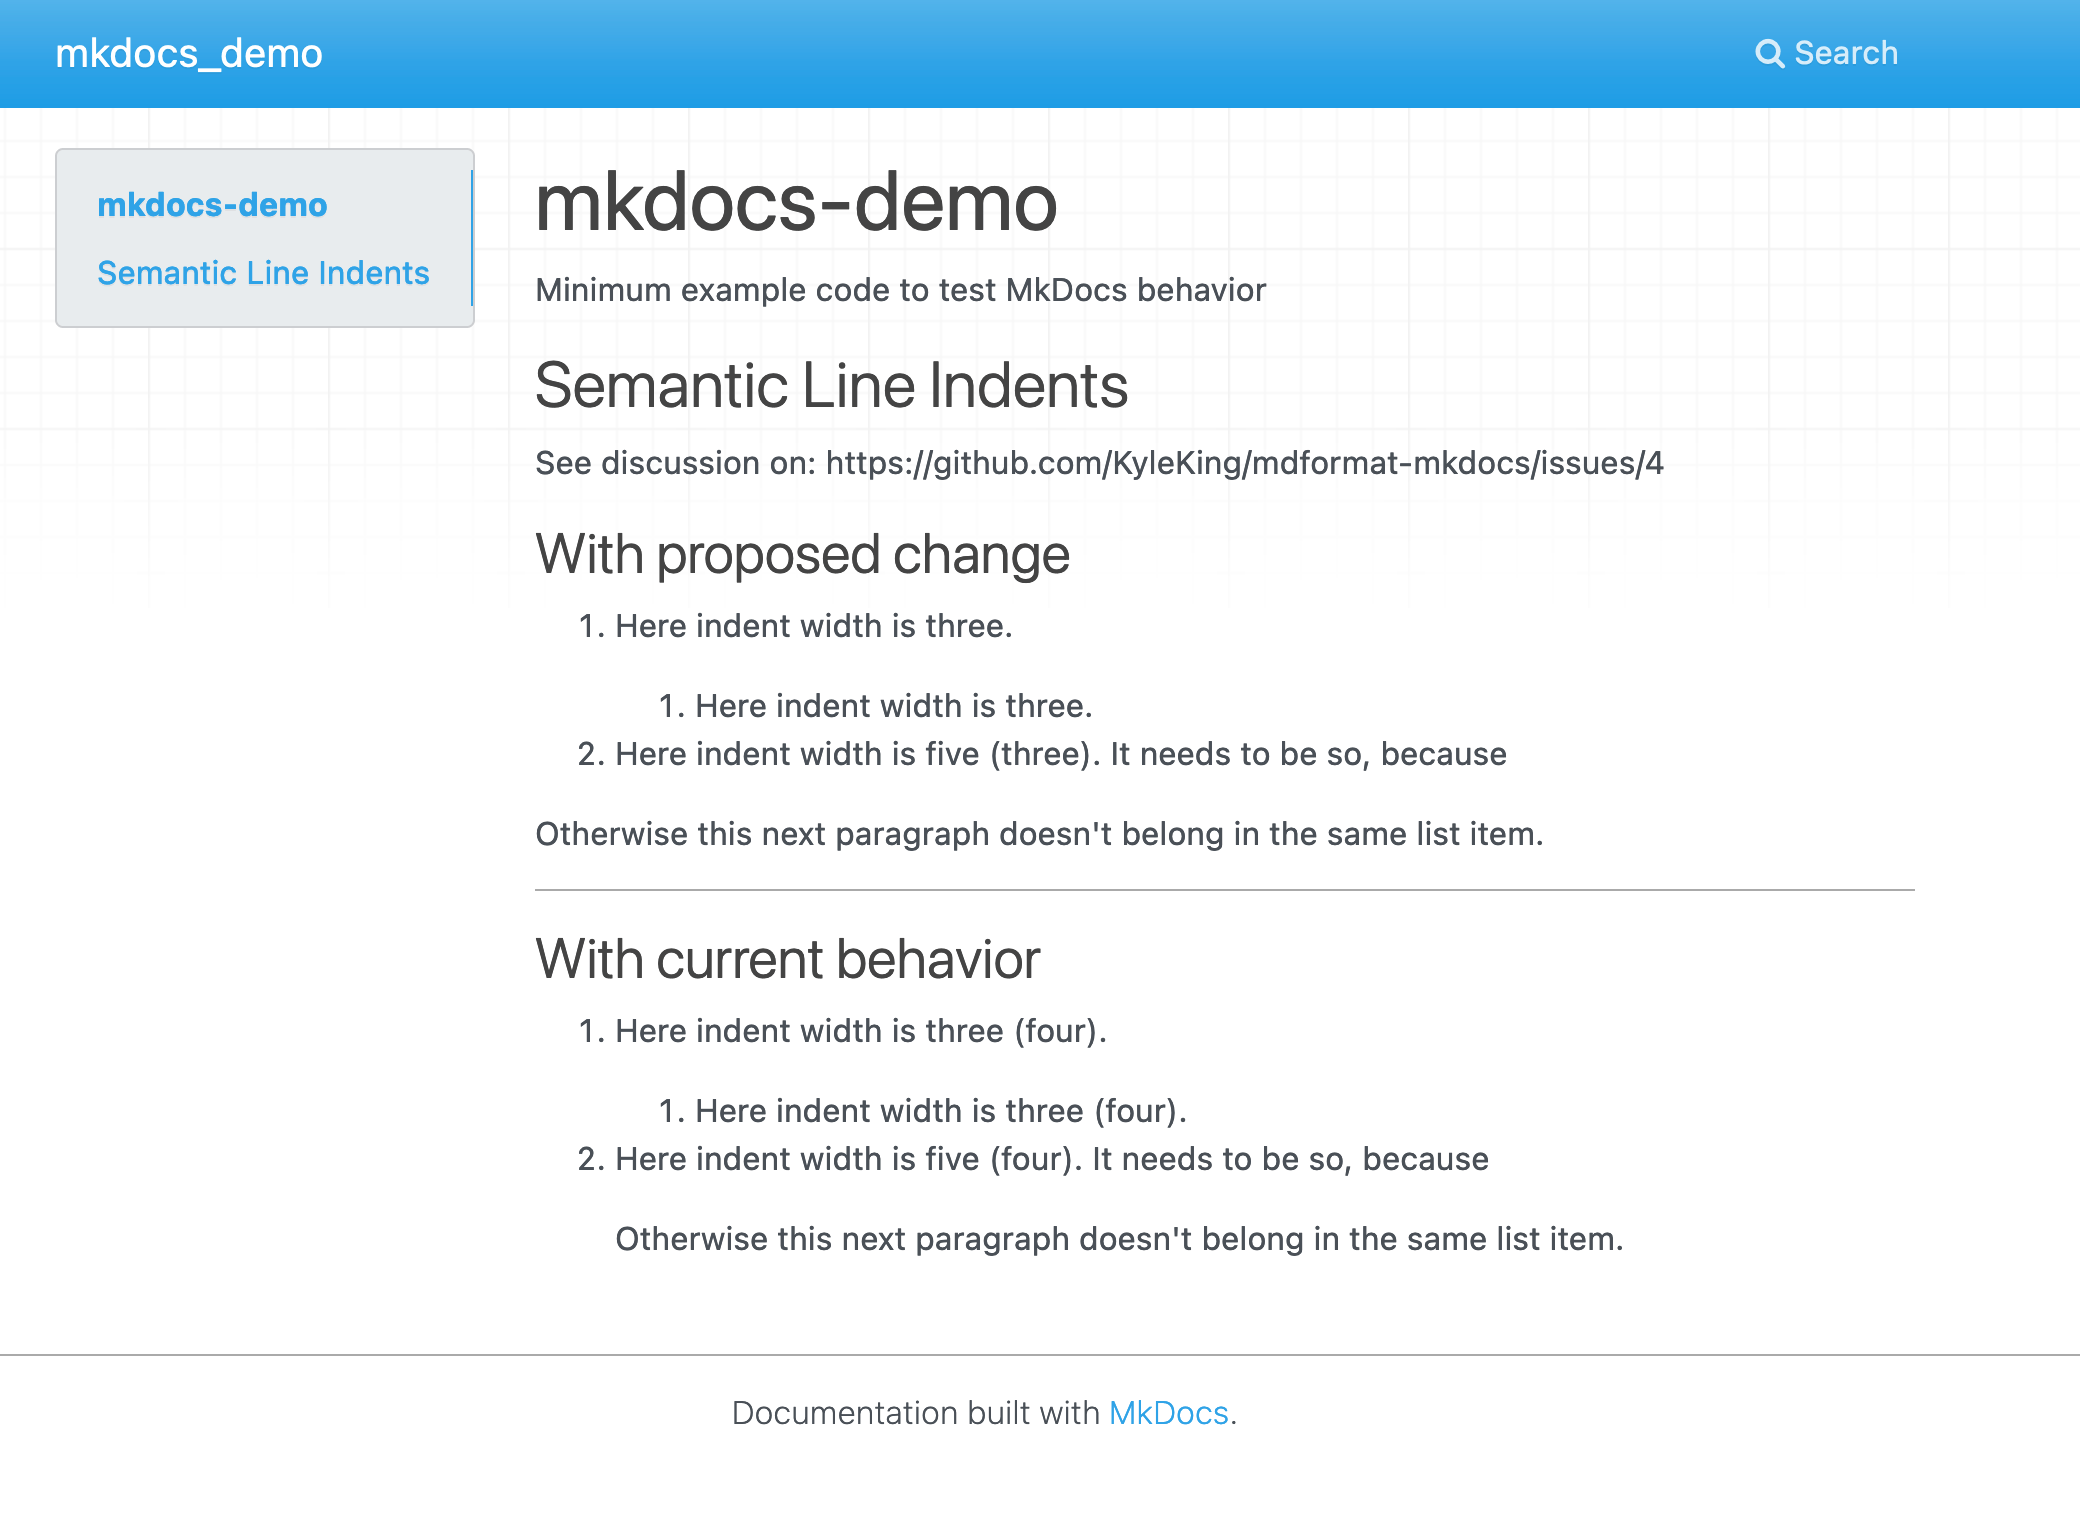 mkdocs_demo
Search
mkdocs-demo
Semantic Line Indents
mkdocs-demo
Minimum example code to test MkDocs behavior
Semantic Line Indents
See discussion on: https://github.com/KyleKing/mdformat-mkdocs/issues/4
With proposed change
1. Here indent width is three.
1. Here indent width is three.
2. Here indent width is five (three). It needs to be so, because
Otherwise this next paragraph doesn't belong in the same list item.
With current behavior
1. Here indent width is three (four).
1. Here indent width is three (four).
2. Here indent width is five (four). It needs to be so, because
Otherwise this next paragraph doesn't belong in the same list item.
Documentation built with MkDocs.